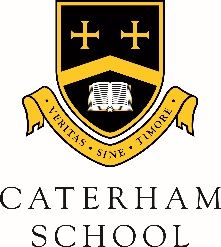 VERITAS • SINE • TIMORE
CATERHAM
SCHOOL